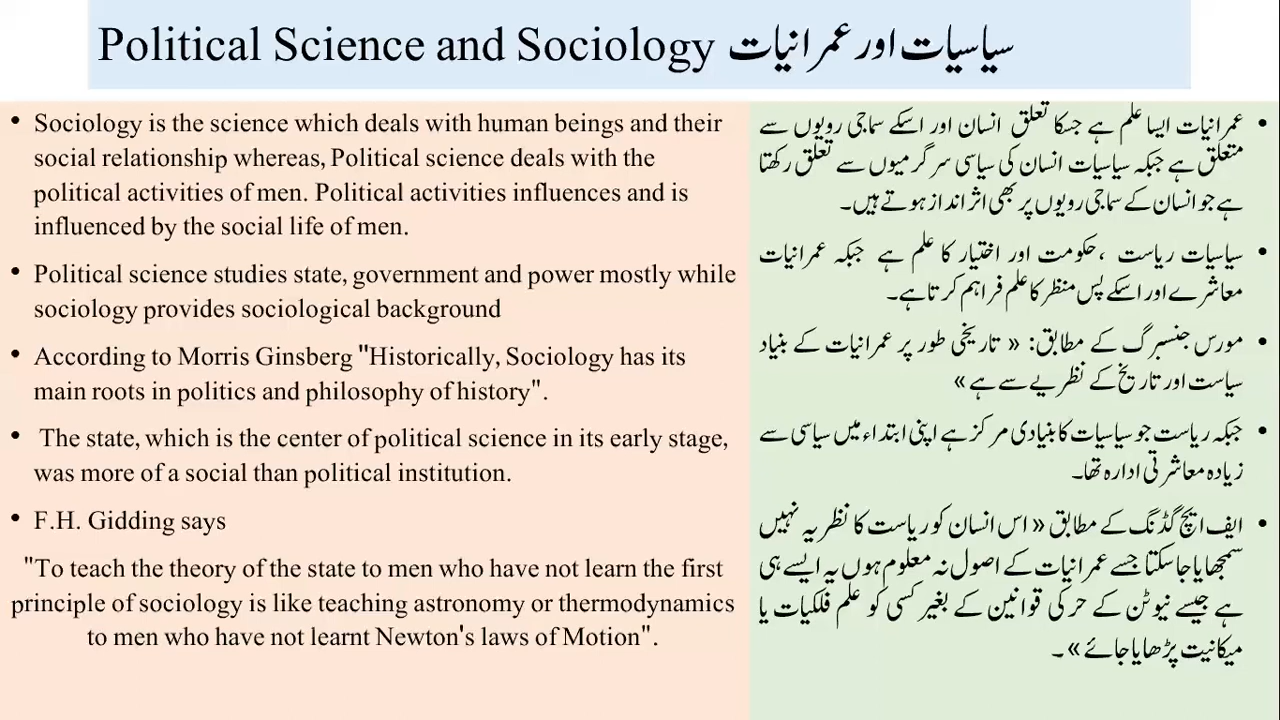 Political Science and Sociology سیاسیات اور عمرانیات
• Sociology is the science which deals with human beings and their
social relationship whereas, Political science deals with the
political activities of men. Political activities influences and is
influenced by the social life of men.
• Political science studies state, government and power mostly while
sociology provides sociological background
• According to Morris Ginsberg "Historically, Sociology has its
main roots in politics and philosophy of history".
• The state, which is the center of political science in its early stage,
was more of a social than political institution.
• F.H. Gidding says
"To teach the theory of the state to men who have not learn the first
principle of sociology is like teaching astronomy or thermodynamics
to men who have not learnt Newton's laws of Motion".
• عمرانیات ایسا علم ہے جسکا تعلق انسان اور اسکے سماجی رویوں سے
متعلق ہے جبکہ سیاسیات انسان کی سیاسی سرگرمیوں سے تعلق رکھتا
ہے جو انسان کے سماجی رویوں پر بھی اثر انداز ہوتے ہیں۔
• سیاسیات ریاست ،حکومت اور اختیار کا علم ہے جبکہ عمرانیات
معاشرے اور اسکے پس منظر کا علم فراہم کرتا ہے۔
• مورس جنسبرگ کے مطابق: « تاریخی طور پر عمرانیات کے بنیاد
سیاست اور تاریخ کے نظریے سے ہے »
• جبکہ ریاست جو سیاسیات کا بنیادی مرکز ہے اپنی ابتداء میں سیاسی سے
زیادہ معاشرتی ادارہ تھا۔
• ایف ایچ گڈنگ کے مطابق « اس انسان کو ریاست کا نظریہ نہیں
سمجھایا جا سکتا جسے عمرانیات کے اصول نہ معلوم ہوں یہ ایسے ہی
ہے جیسے نیوٹن کے حرکی قوانین کے بغیر کسی کو علم فلکیات یا
میکانیت پڑھایا جائے »۔